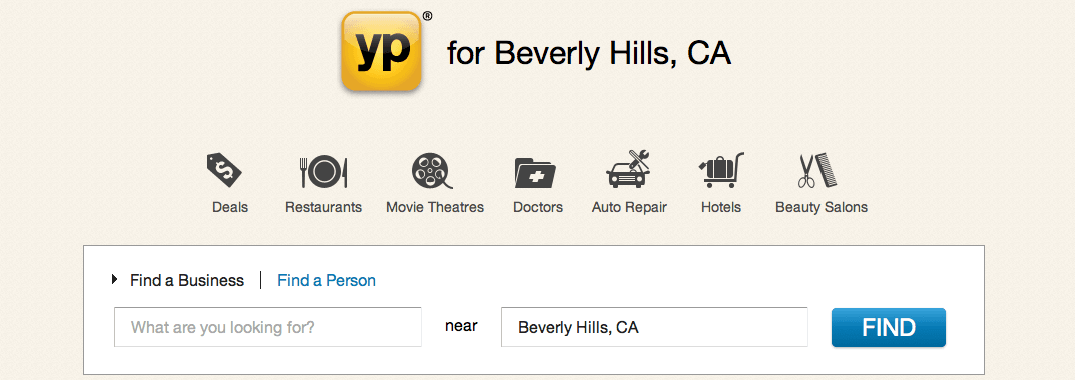 yp® for Beverly Hills, CA
Deals Restaurants Movie Theatres Doctors Auto Repair Hotels Beauty Salons
Find a Business Find a Person
What are you looking for? near Beverly Hills, CA FIND